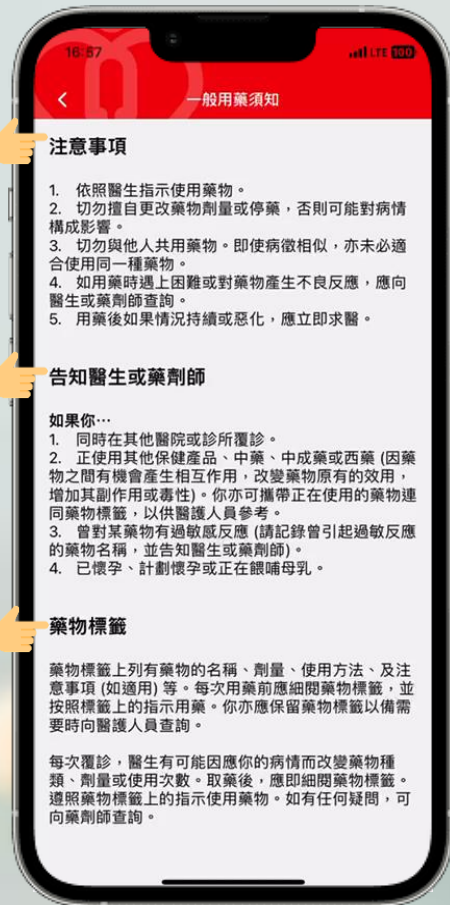 16:57
LTE 100
一般用藥須知
注意事項
1. 依照醫生指示使用藥物。
2. 切勿擅自更改藥物劑量或停藥，否則可能對病情
構成影響。
3. 切勿與他人共用藥物。即使病徵相似，亦未必適
合使用同一種藥物。
4. 如用藥時遇上困難或對藥物產生不良反應，應向
醫生或藥劑師查詢。
5. 用藥後如果情況持續或惡化，應立即求醫。
告知醫生或藥劑師
如果你…
1. 同時在其他醫院或診所覆診。
2. 正使用其他保健產品、中藥、中成藥或西藥 (因藥
物之間有機會產生相互作用，改變藥物原有的效用，
增加其副作用或毒性)。你亦可攜帶正在使用的藥物連
同藥物標籤，以供醫護人員參考。
3. 曾對某藥物有過敏感反應 (請記錄曾引起過敏反應
的藥物名稱，並告知醫生或藥劑師)。
4. 已懷孕、計劃懷孕或正在餵哺母乳。
藥物標籤
藥物標籤上列有藥物的名稱、劑量、使用方法、及注
意事項 (如適用) 等。每次用藥前應細閱藥物標籤，並
按照標籤上的指示用藥。你亦應保留藥物標籤以備需
要時向醫護人員查詢。
每次覆診，醫生有可能因應你的病情而改變藥物種
類、劑量或使用次數。取藥後，應即細閱藥物標籤。
遵照藥物標籤上的指示使用藥物。如有任何疑問，可
向藥劑師查詢。